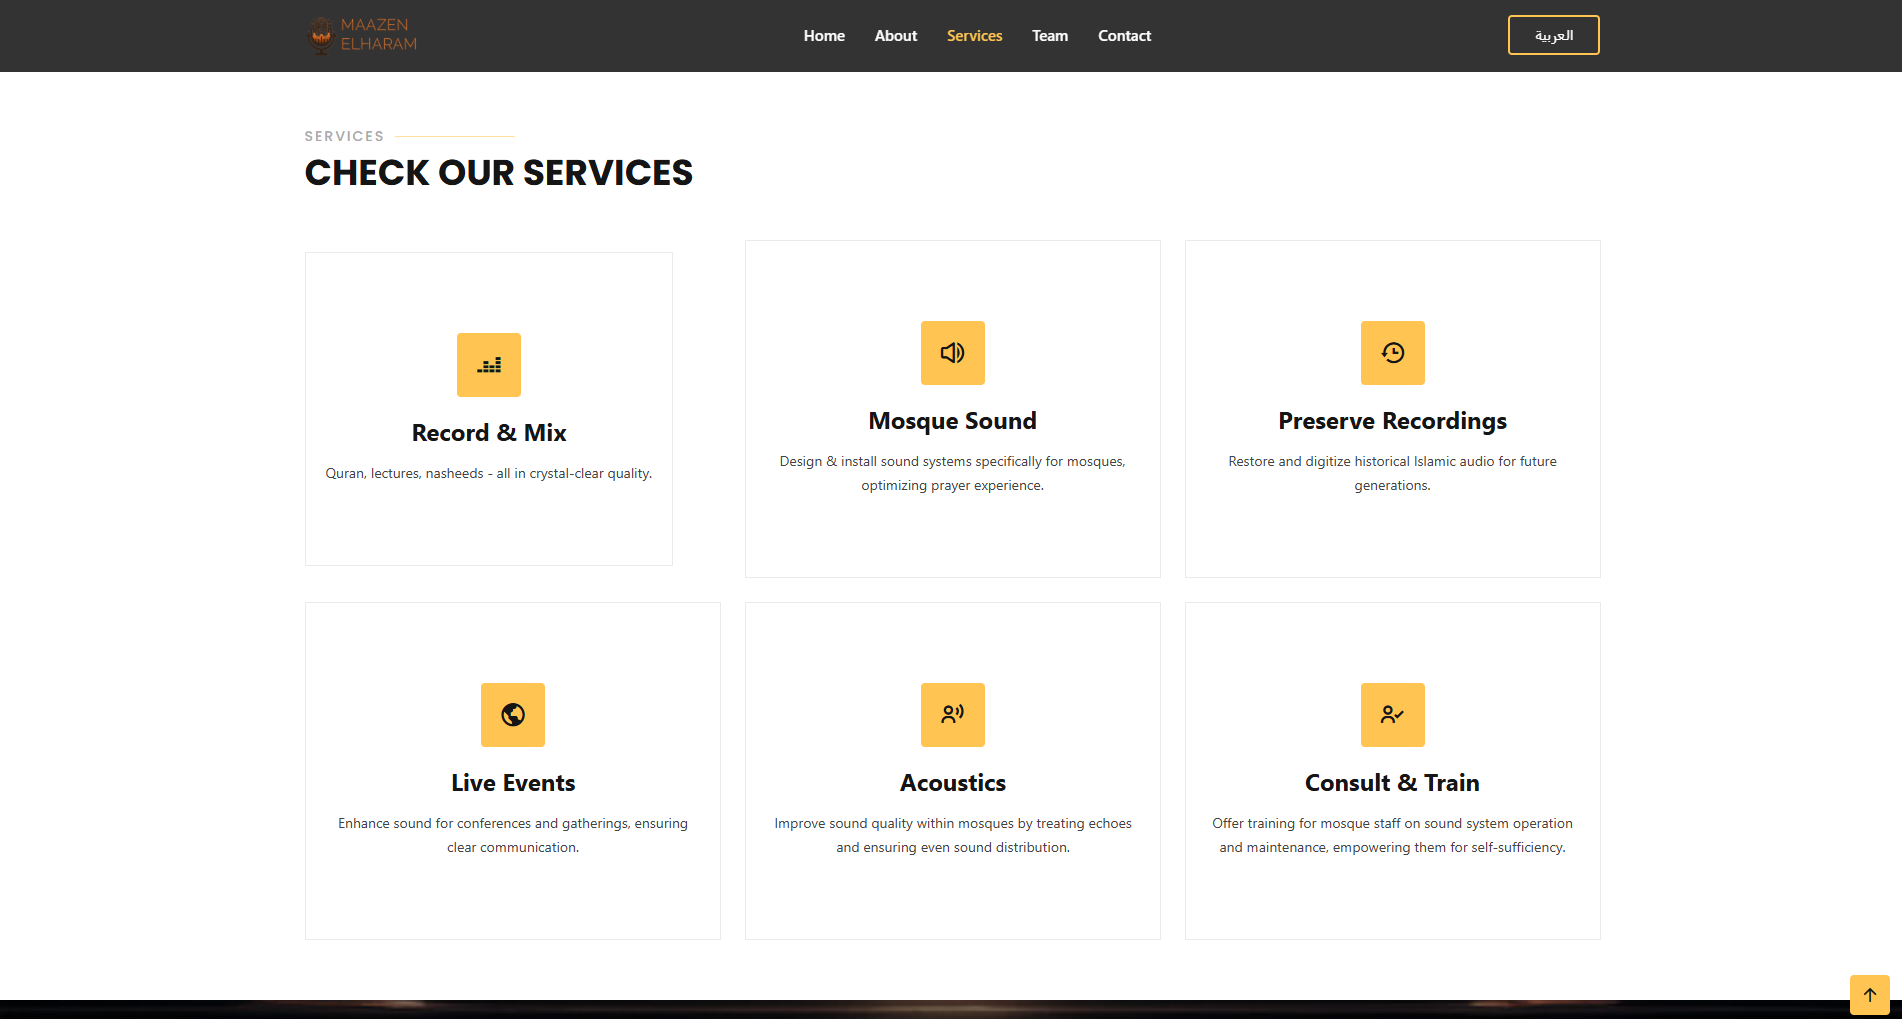 MAAZEN
ELHARAM
Home
About
Services
Team
Contact
العربية
SERVICES
CHECK OUR SERVICES
Record & Mix
Quran, lectures, nasheeds - all in crystal-clear quality.
Mosque Sound
Design & install sound systems specifically for mosques,
optimizing prayer experience.
Preserve Recordings
Restore and digitize historical Islamic audio for future
generations.
Live Events
Enhance sound for conferences and gatherings, ensuring
clear communication.
Acoustics
Improve sound quality within mosques by treating echoes
and ensuring even sound distribution.
Consult & Train
Offer training for mosque staff on sound system operation
and maintenance, empowering them for self-sufficiency.